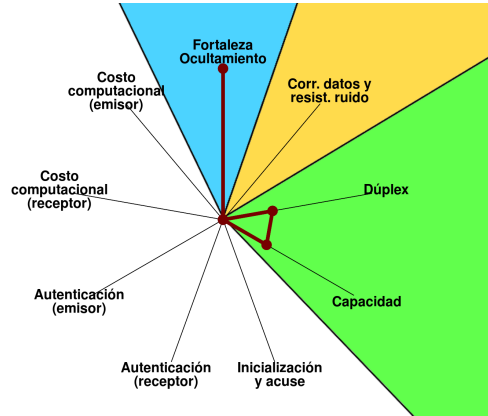 Fortaleza
Ocultamiento
Costo
computacional
(emisor)
Corr. datos y
resist. ruido
Costo
computacional
(receptor)
Dúplex
Autenticación
(emisor)
Capacidad
Autenticación
(receptor)
Inicialización
y acuse